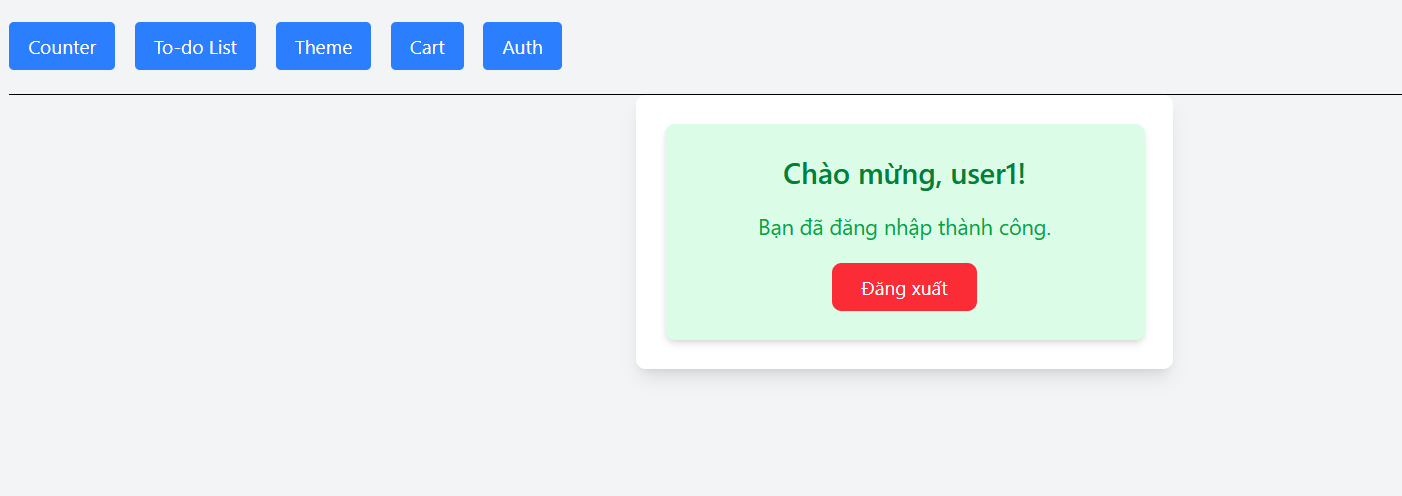 Counter To-do List Theme Cart Auth
Chào mừng, user1!
Bạn đã đăng nhập thành công.
Đăng xuất